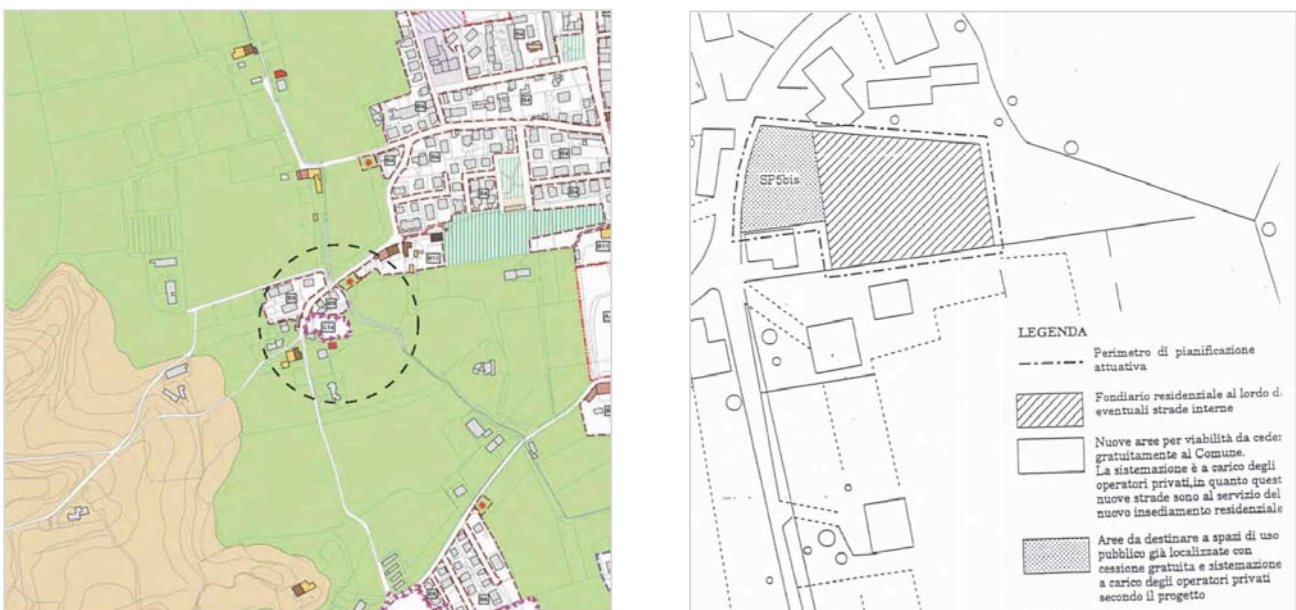 C14
SP5bis
LEGENDA
Perimetro di pianificazione
attuativa
Fondiario residenziale al lordo d
eventuali strade interne
Nuove aree per viabilità da ceder
gratuitamente al Comune.
La sistemazione è a carico degli
operatori privati,in quanto quest
nuove strade sono al servizio del
nuovo insediamento residenziale
Aree da destinare a spazi di uso
pubblico già localizzate con
cessione gratuita e sistemazione
a carico degli operatori privati
secondo il progetto